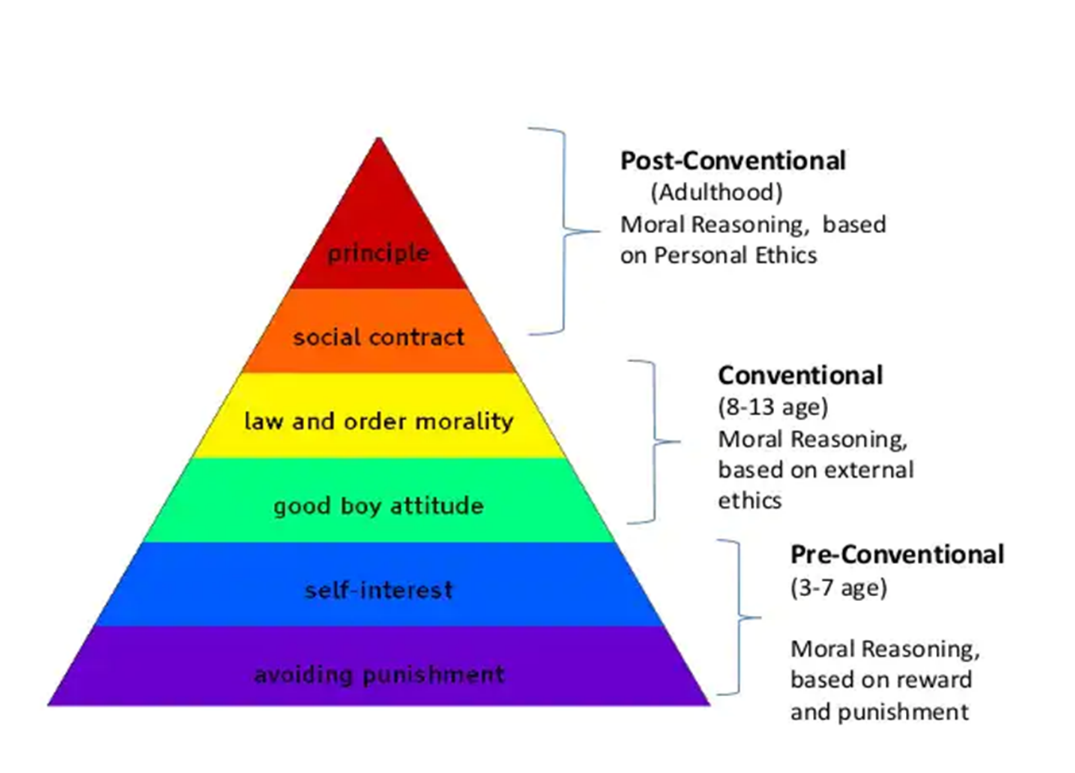 principle
social contract
law and order morality
good boy attitude
self-interest
avoiding punishment
Post-Conventional
(Adulthood)
Moral Reasoning, based
on Personal Ethics
Conventional
(8-13 age)
Moral Reasoning,
based on external
ethics
Pre-Conventional
(3-7 age)
Moral Reasoning,
based on reward
and punishment